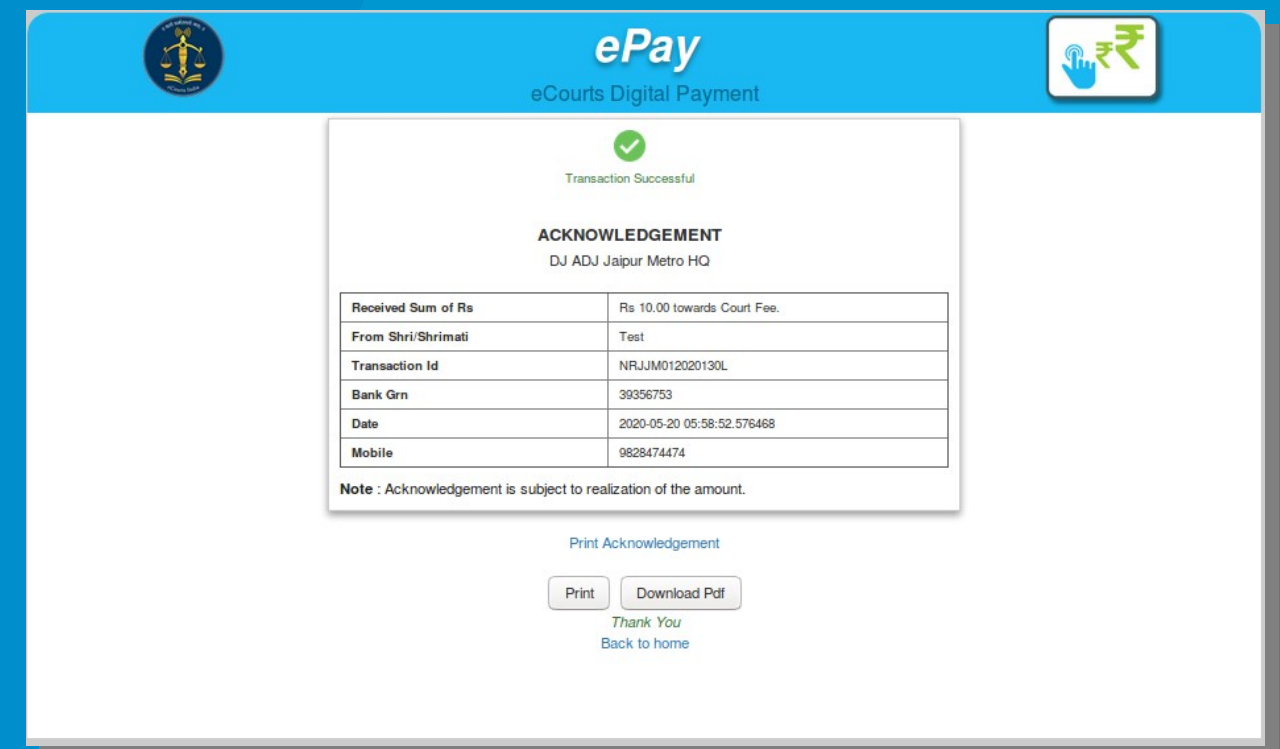 ePay
eCourts Digital Payment
eCourts India
Transaction Successful
ACKNOWLEDGEMENT
DJ ADJ Jaipur Metro HQ
Received Sum of Rs Rs 10.00 towards Court Fee.
From Shri/Shrimati Test
Transaction Id NRJJM012020130L
Bank Grn 39356753
Date 2020-05-20 05:58:52.576468
Mobile 9828474474
Note : Acknowledgement is subject to realization of the amount.
Print Acknowledgement
Print Download Pdf
Thank You
Back to home